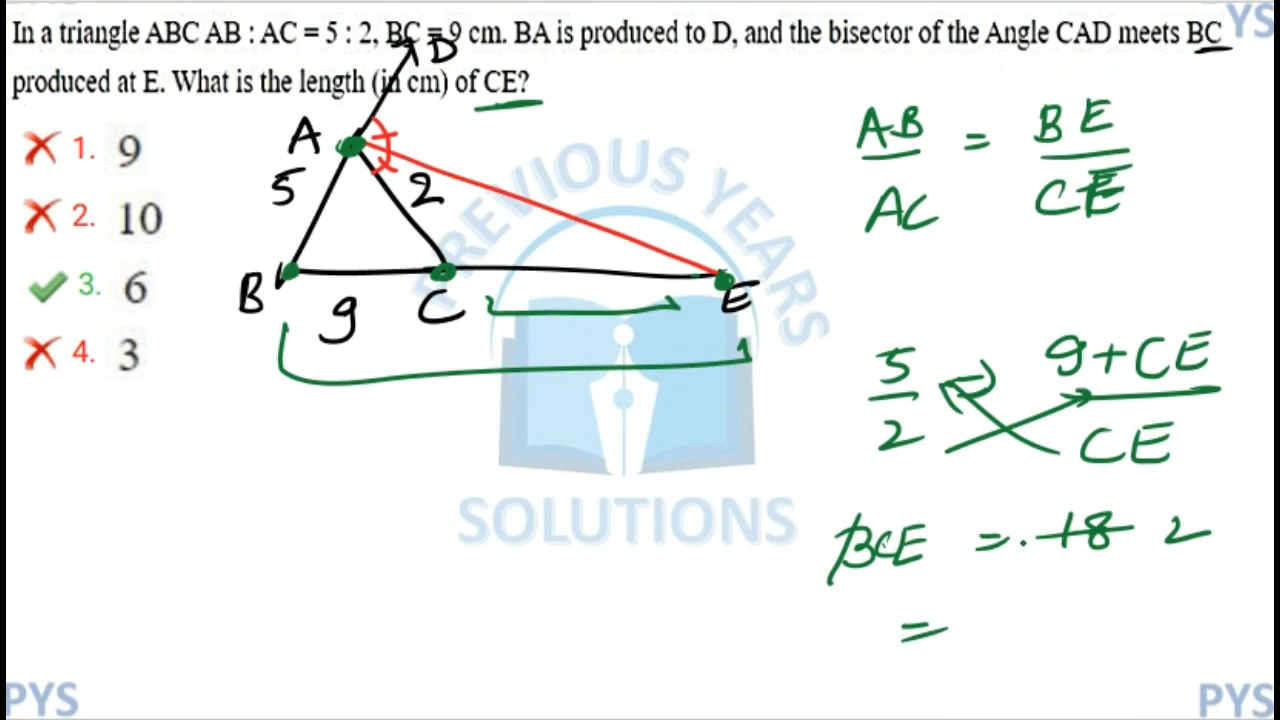 In a triangle ABC AB : AC = 5 : 2, BC = 9 cm. BA is produced to D, and the bisector of the Angle CAD meets BC
produced at E. What is the length (in cm) of CE?
1. 9
2. 10
3. 6
4. 3
D
A
5 2
B 9 C E
AB/AC = BE/CE
5/2 9+CE/CE
CE = 18 2
=
PREVIOUS YEARS
SOLUTIONS
PYS
PYS
PYS